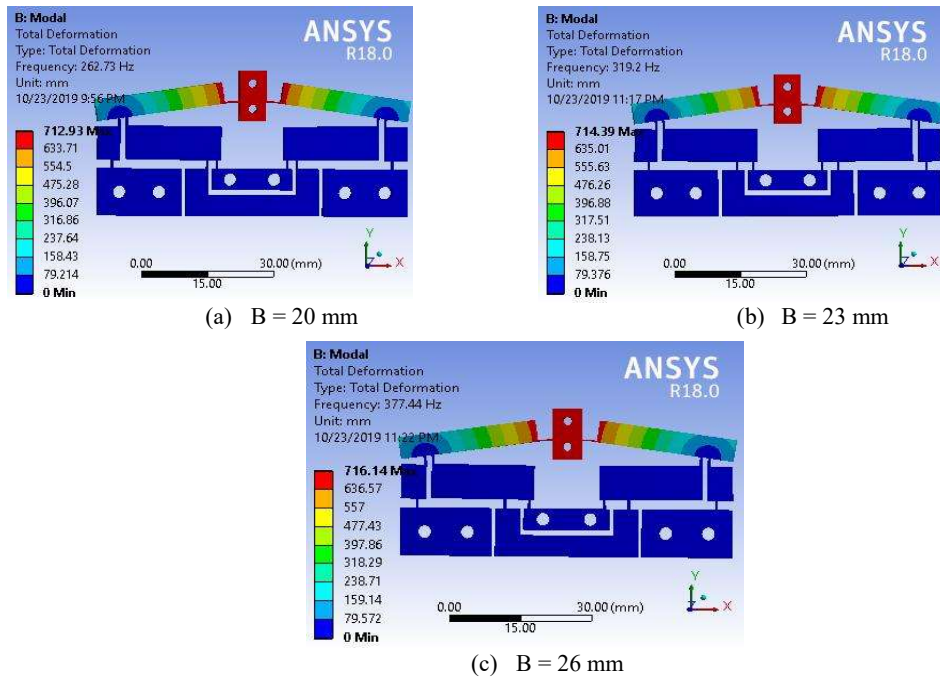 B: Modal
Total Deformation
Type: Total Deformation
Frequency: 262.73 Hz
Unit: mm
10/23/2019 9:56 PM
ANSYS
R18.0
712.93 Max
633.71
554.5
475.28
396.07
316.86
237.64
158.43
79.214
0 Min
0.00
30.00 (mm)
15.00
Y
Z
X
(a) B = 20 mm
B: Modal
Total Deformation
Type: Total Deformation
Frequency: 319.2 Hz
Unit: mm
10/23/2019 11:17 PM
ANSYS
R18.0
714.39 Max
635.01
555.63
476.26
396.88
317.51
238.13
158.75
79.376
0 Min
0.00
30.00 (mm)
15.00
Y
Z
X
(b) B = 23 mm
B: Modal
Total Deformation
Type: Total Deformation
Frequency: 377.44 Hz
Unit: mm
10/23/2019 11:22 PM
ANSYS
R18.0
716.14 Max
636.57
557
477.43
397.86
318.29
238.71
159.14
79.572
0 Min
0.00
30.00 (mm)
15.00
Y
Z
X
(c) B = 26 mm